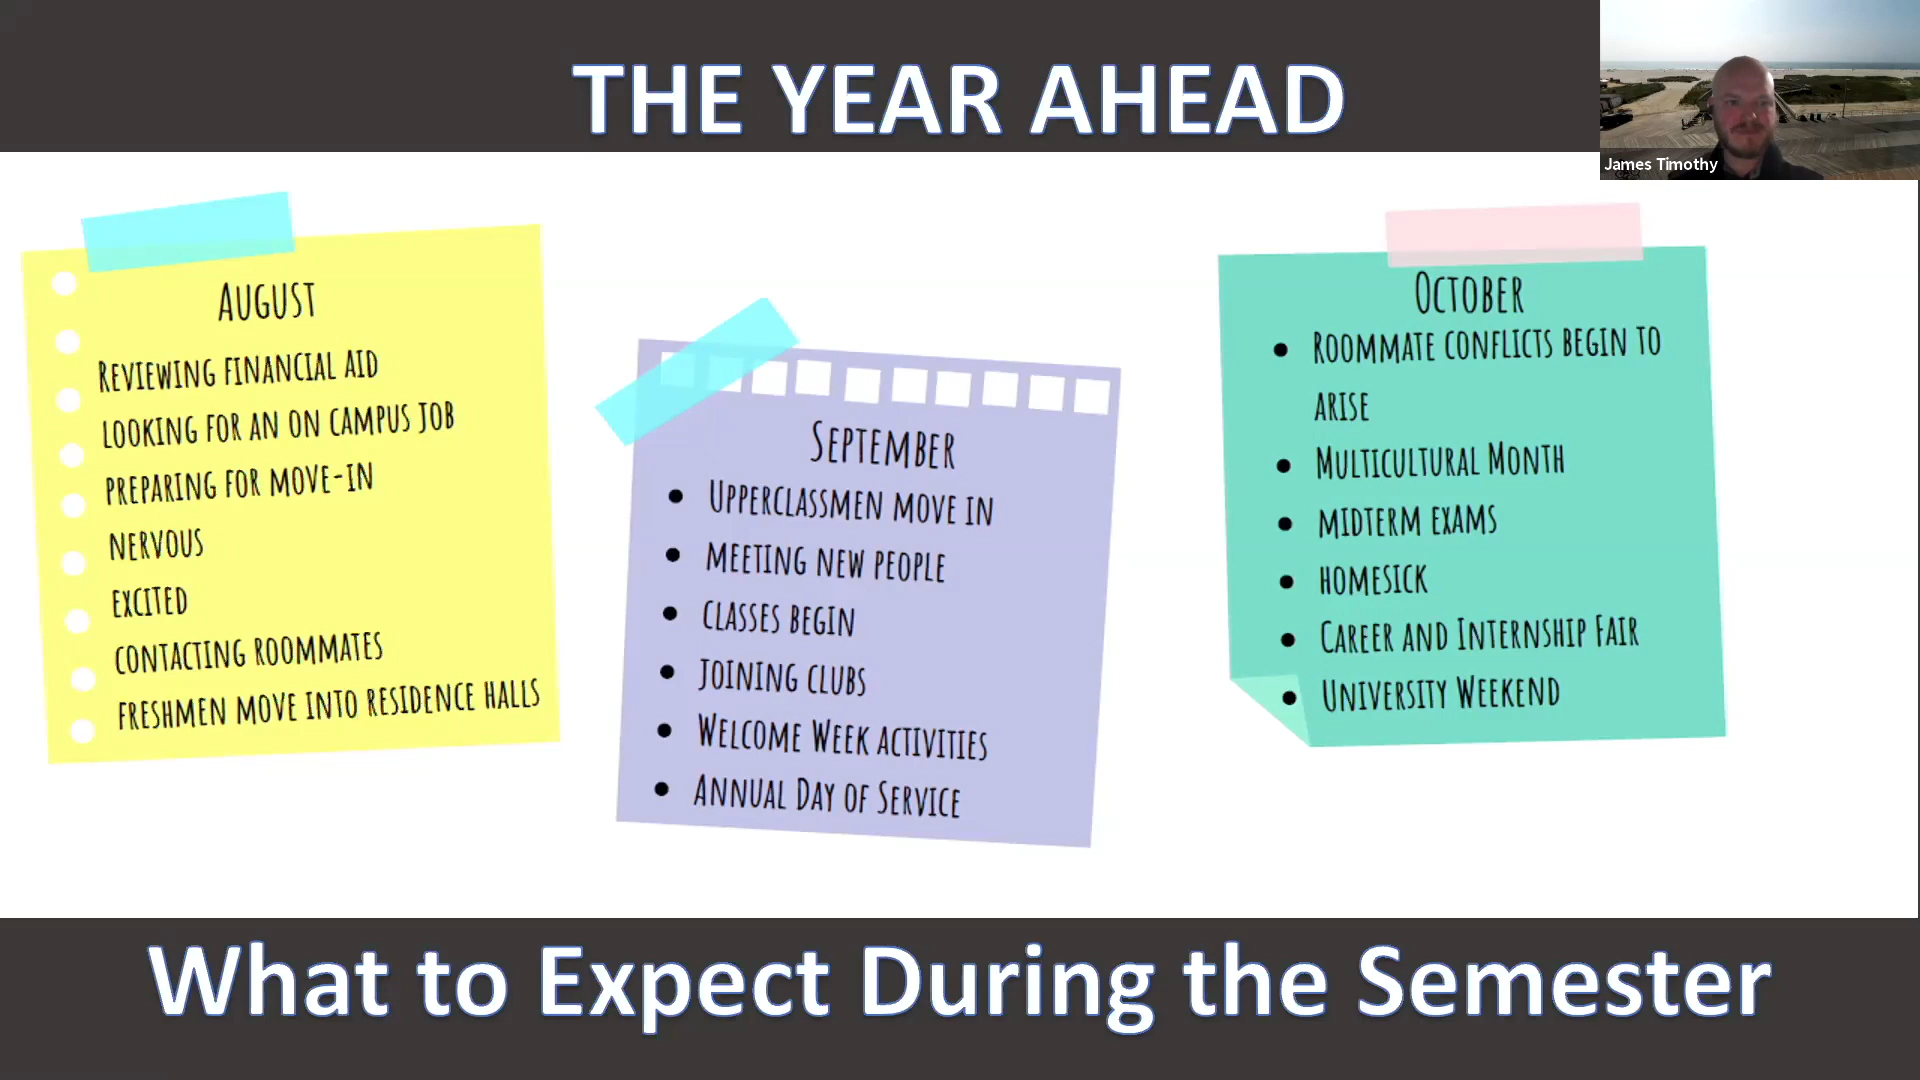 THE YEAR AHEAD
James Timothy
August
Reviewing financial aid
looking for an on campus job
preparing for move-in
nervous
excited
contacting roommates
freshmen move into residence halls
September
• Upperclassmen move in
• meeting new people
• classes begin
• joining clubs
• Welcome Week activities
• Annual Day of Service
October
• Roommate conflicts begin to
arise
• Multicultural Month
• midterm exams
• homesick
• Career and Internship Fair
• University Weekend
What to Expect During the Semester